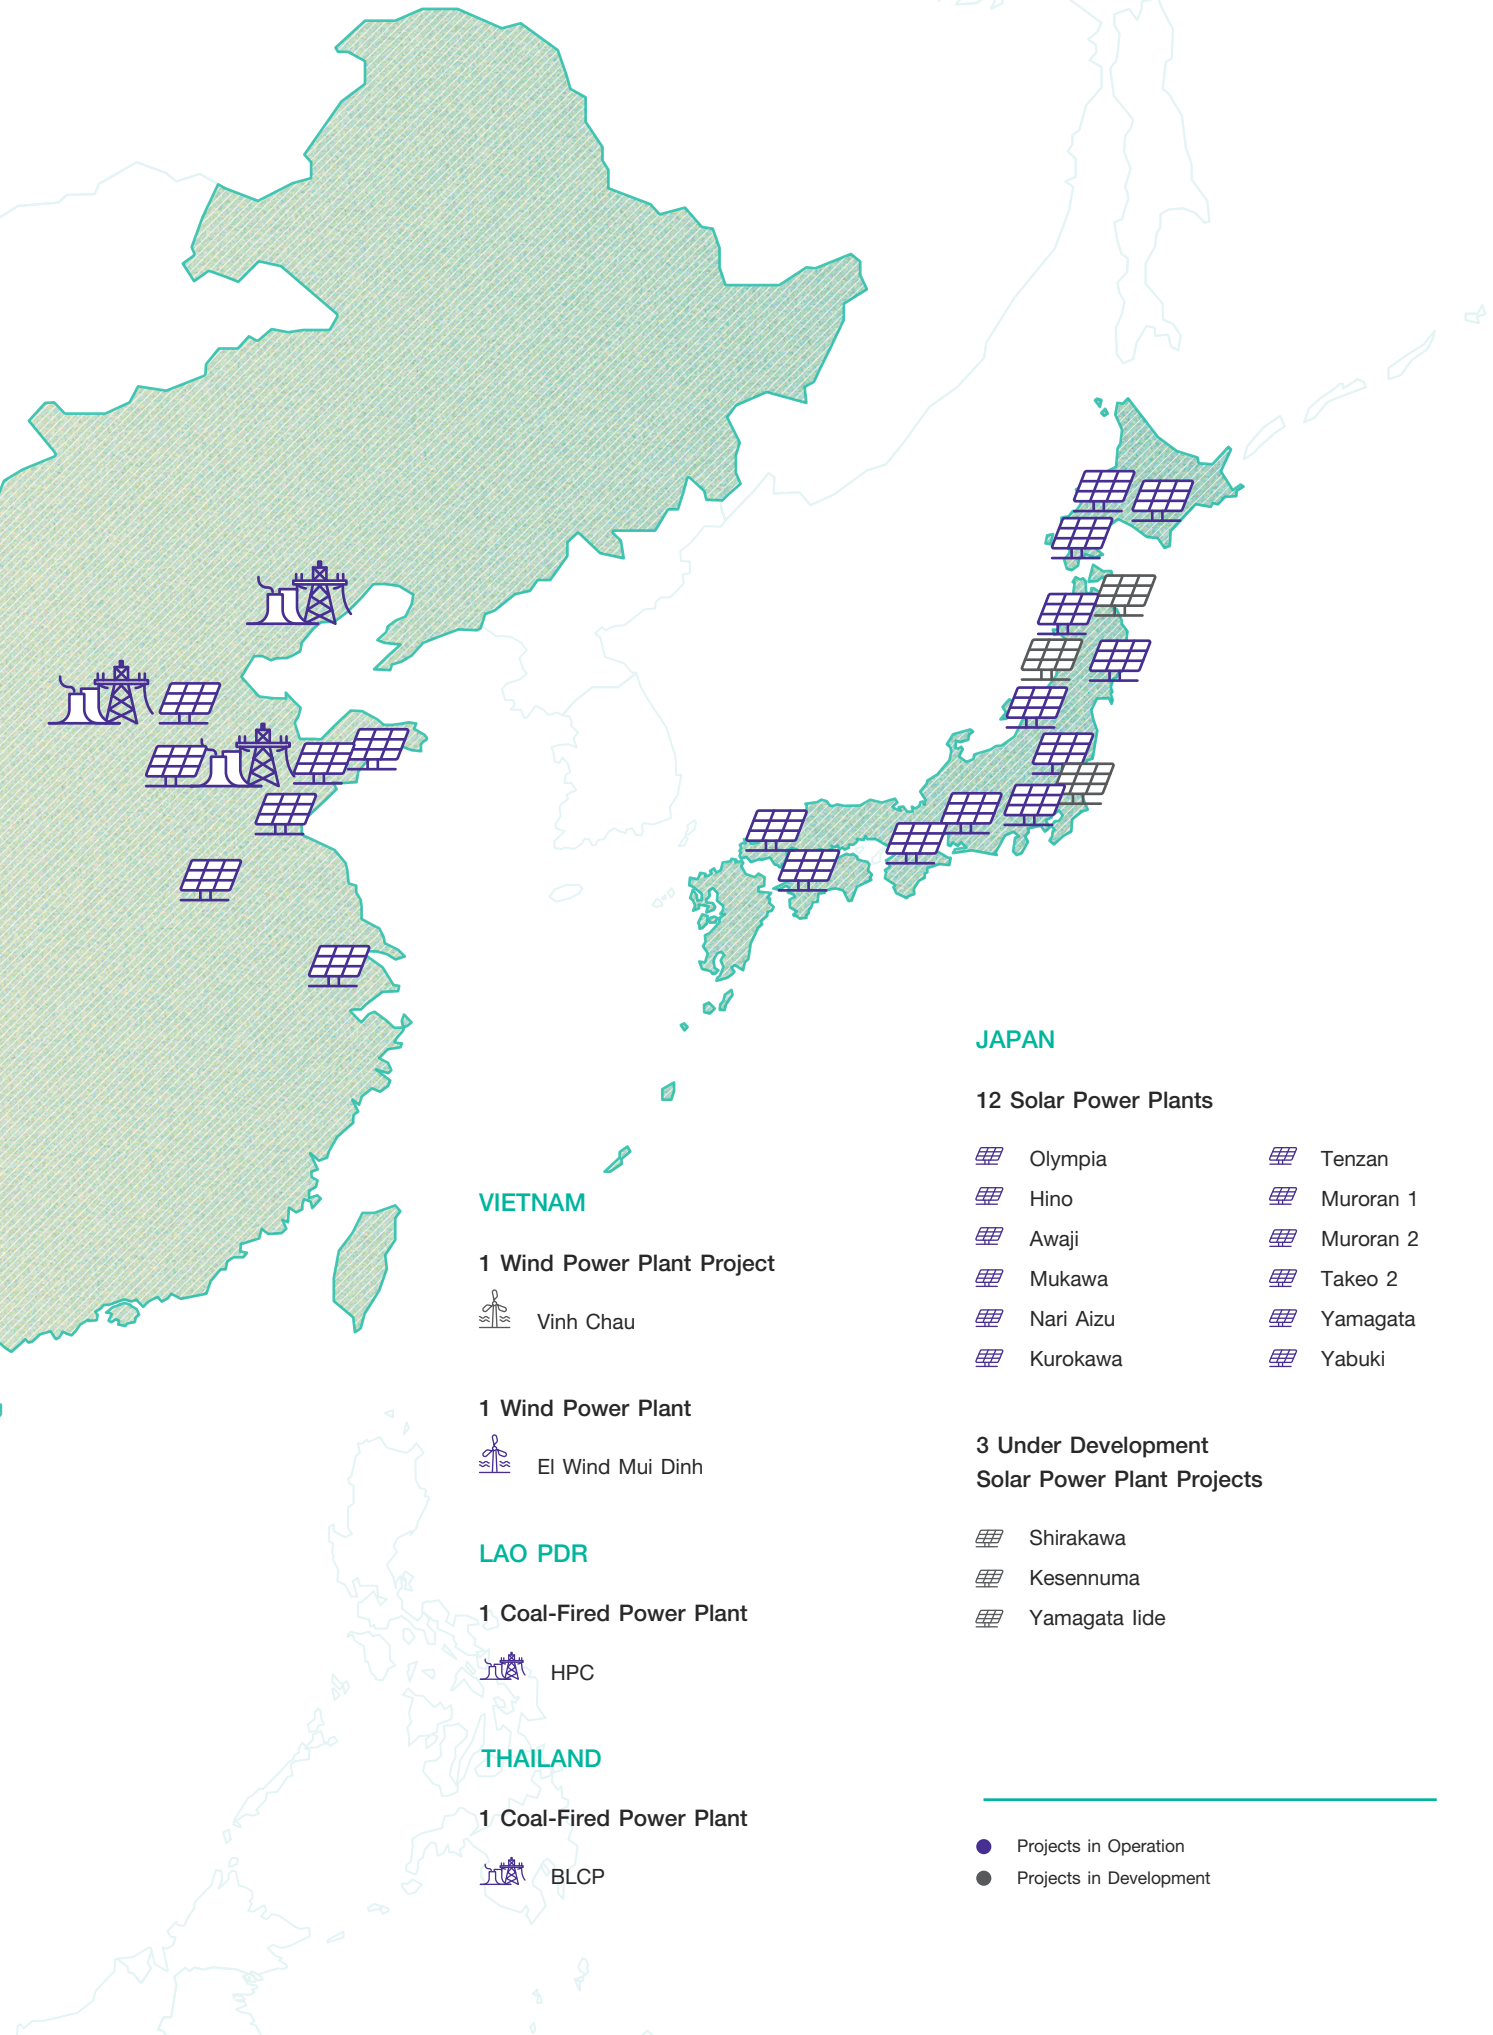 VIETNAM
1 Wind Power Plant Project
Vinh Chau
1 Wind Power Plant
El Wind Mui Dinh
LAO PDR
1 Coal-Fired Power Plant
HPC
THAILAND
1 Coal-Fired Power Plant
BLCP
JAPAN
12 Solar Power Plants
Olympia
Hino
Awaji
Mukawa
Nari Aizu
Kurokawa
Tenzan
Muroran 1
Muroran 2
Takeo 2
Yamagata
Yabuki
3 Under Development
Solar Power Plant Projects
Shirakawa
Kesennuma
Yamagata Iide
Projects in Operation
Projects in Development